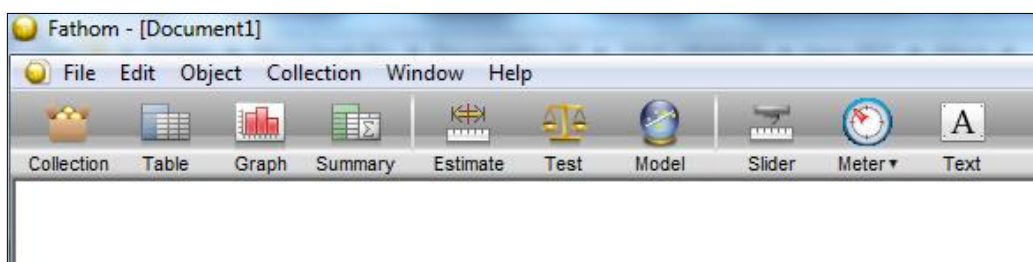 Fathom - [Document1]
File Edit Object Collection Window Help
A
Collection Table Graph Summary Estimate Test Model Slider Meter▾ Text